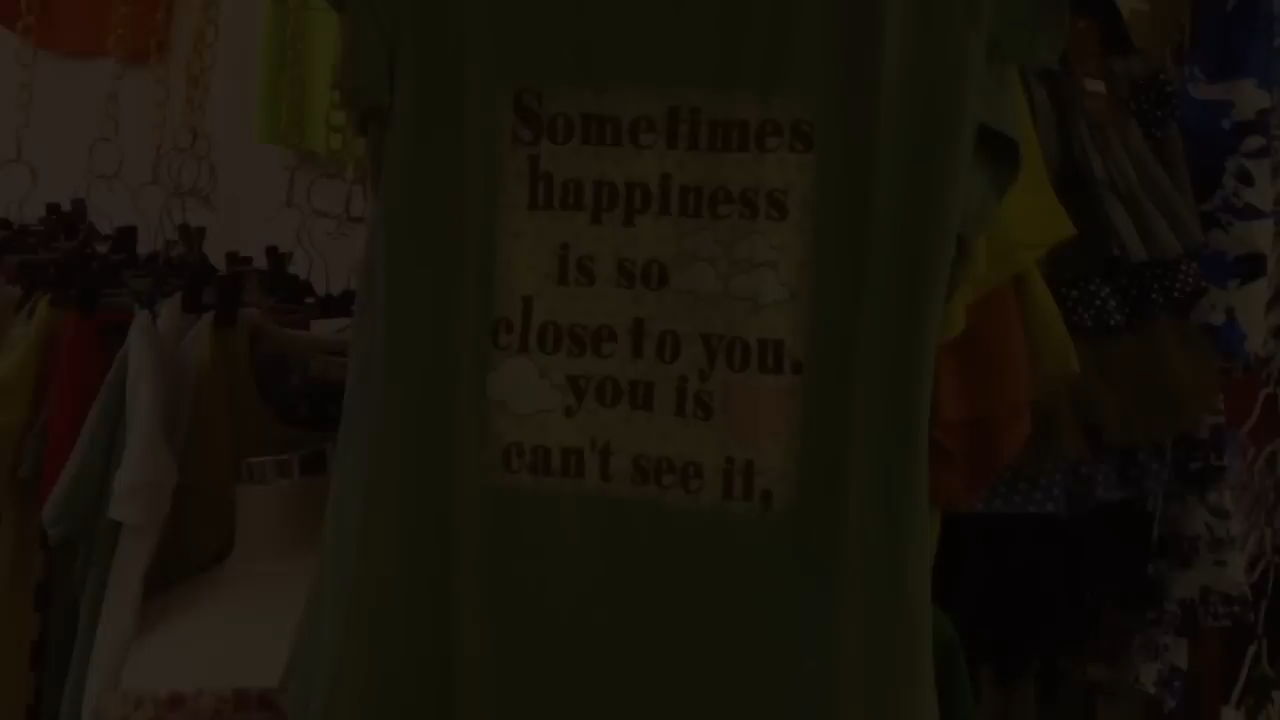 Sometimes
happiness
is so
close to you.
you is
can't see it,